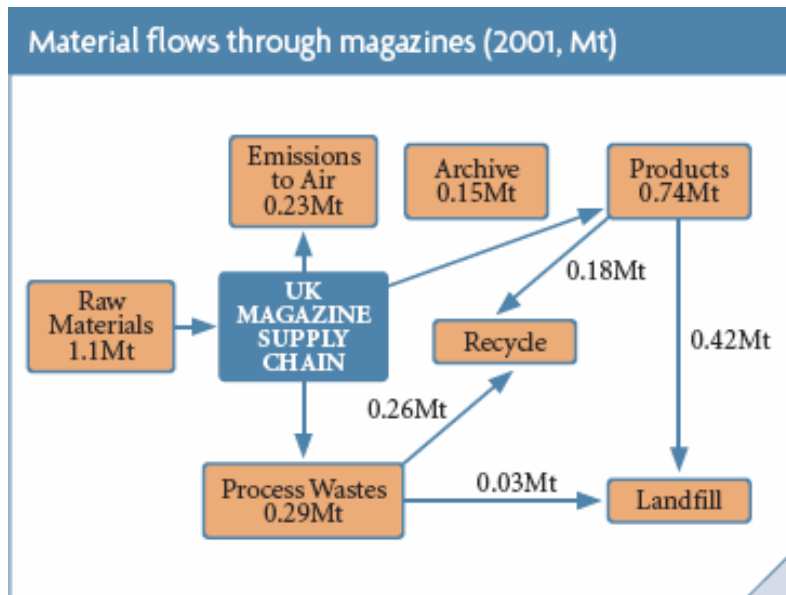 Material flows through magazines (2001, Mt)
Emissions
to Air
0.23Mt
Archive
0.15Mt
Products
0.74Mt
Raw
Materials
1.1Mt
UK
MAGAZINE
SUPPLY
CHAIN
0.18Mt
Recycle
0.42Mt
0.26Mt
Process Wastes
0.29Mt
0.03Mt
Landfill